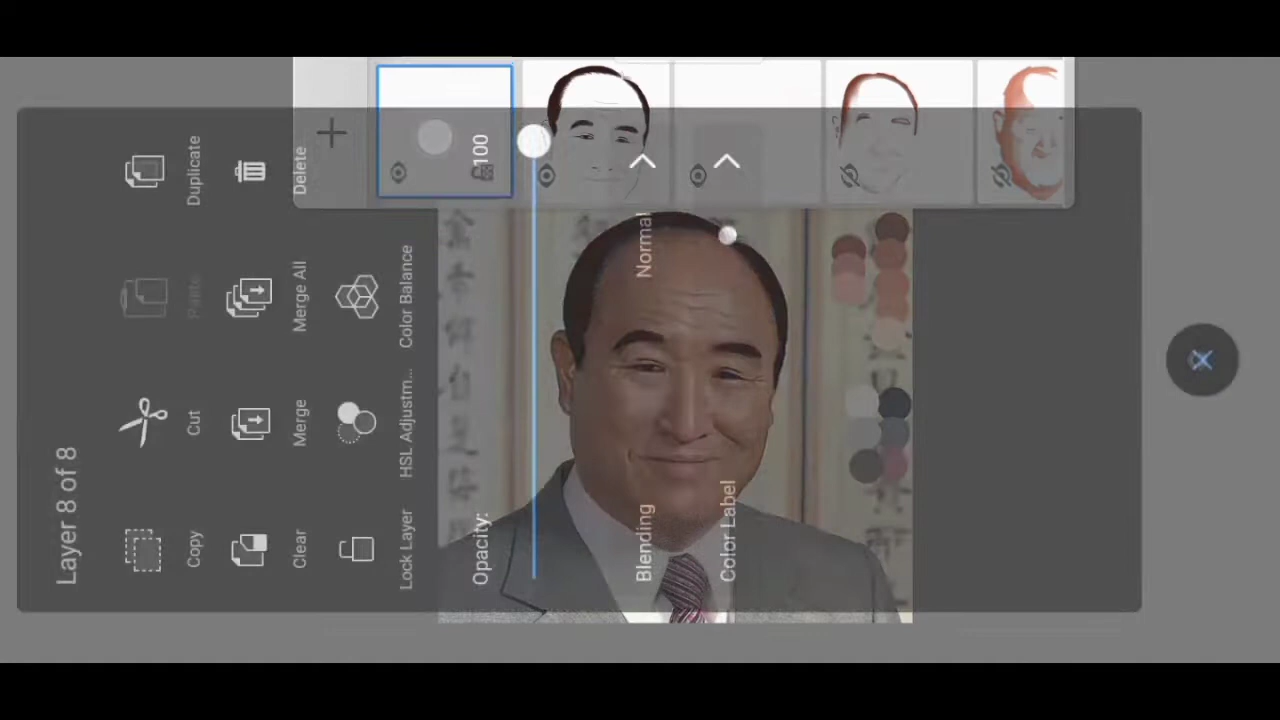 Layer 8 of 8
Copy
Cut
Paste
Duplicate
Clear
Merge
Merge All
Delete
Lock Layer
HSL Adjustm...
Color Balance
Opacity:
100
Blending
Normal
Color Label